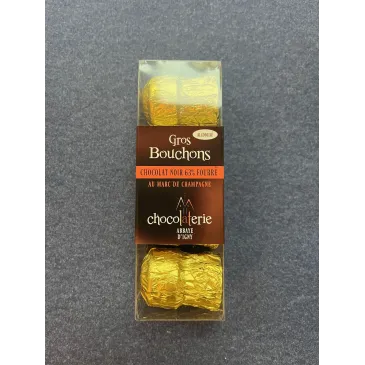 Gros
Bouchons
CHOCOLAT NOIR 63% FOURRÉ
AU MARC DE CHAMPAGNE
chocolaterie
ABBAYE
D'IGNY